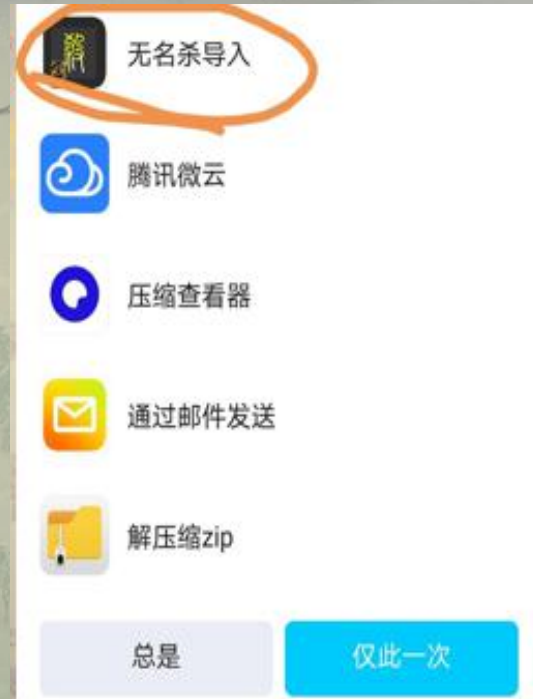 无名杀导入
腾讯微云
压缩查看器
通过邮件发送
解压缩zip
总是
仅此一次